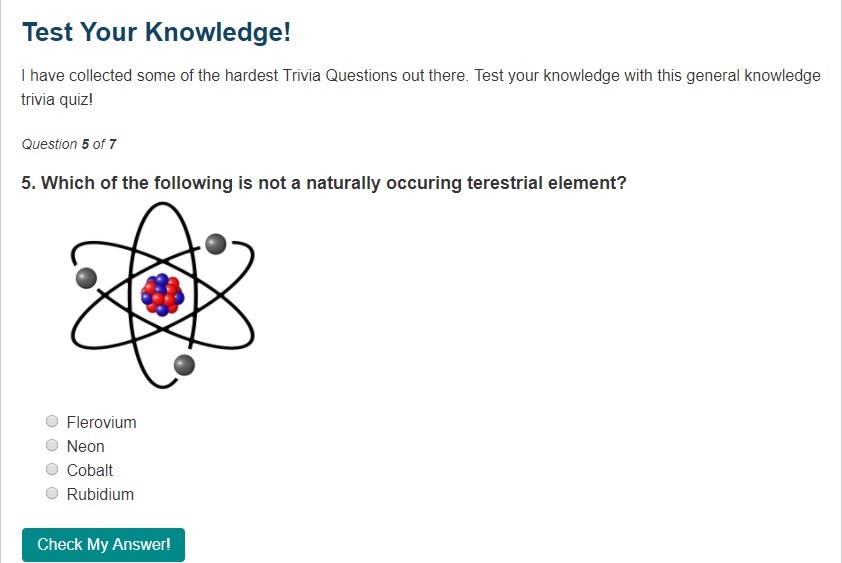 Test Your Knowledge!
I have collected some of the hardest Trivia Questions out there. Test your knowledge with this general knowledge
trivia quiz!
Question 5 of 7
5. Which of the following is not a naturally occuring terestrial element?
Flerovium
Neon
Cobalt
Rubidium
Check My Answer!